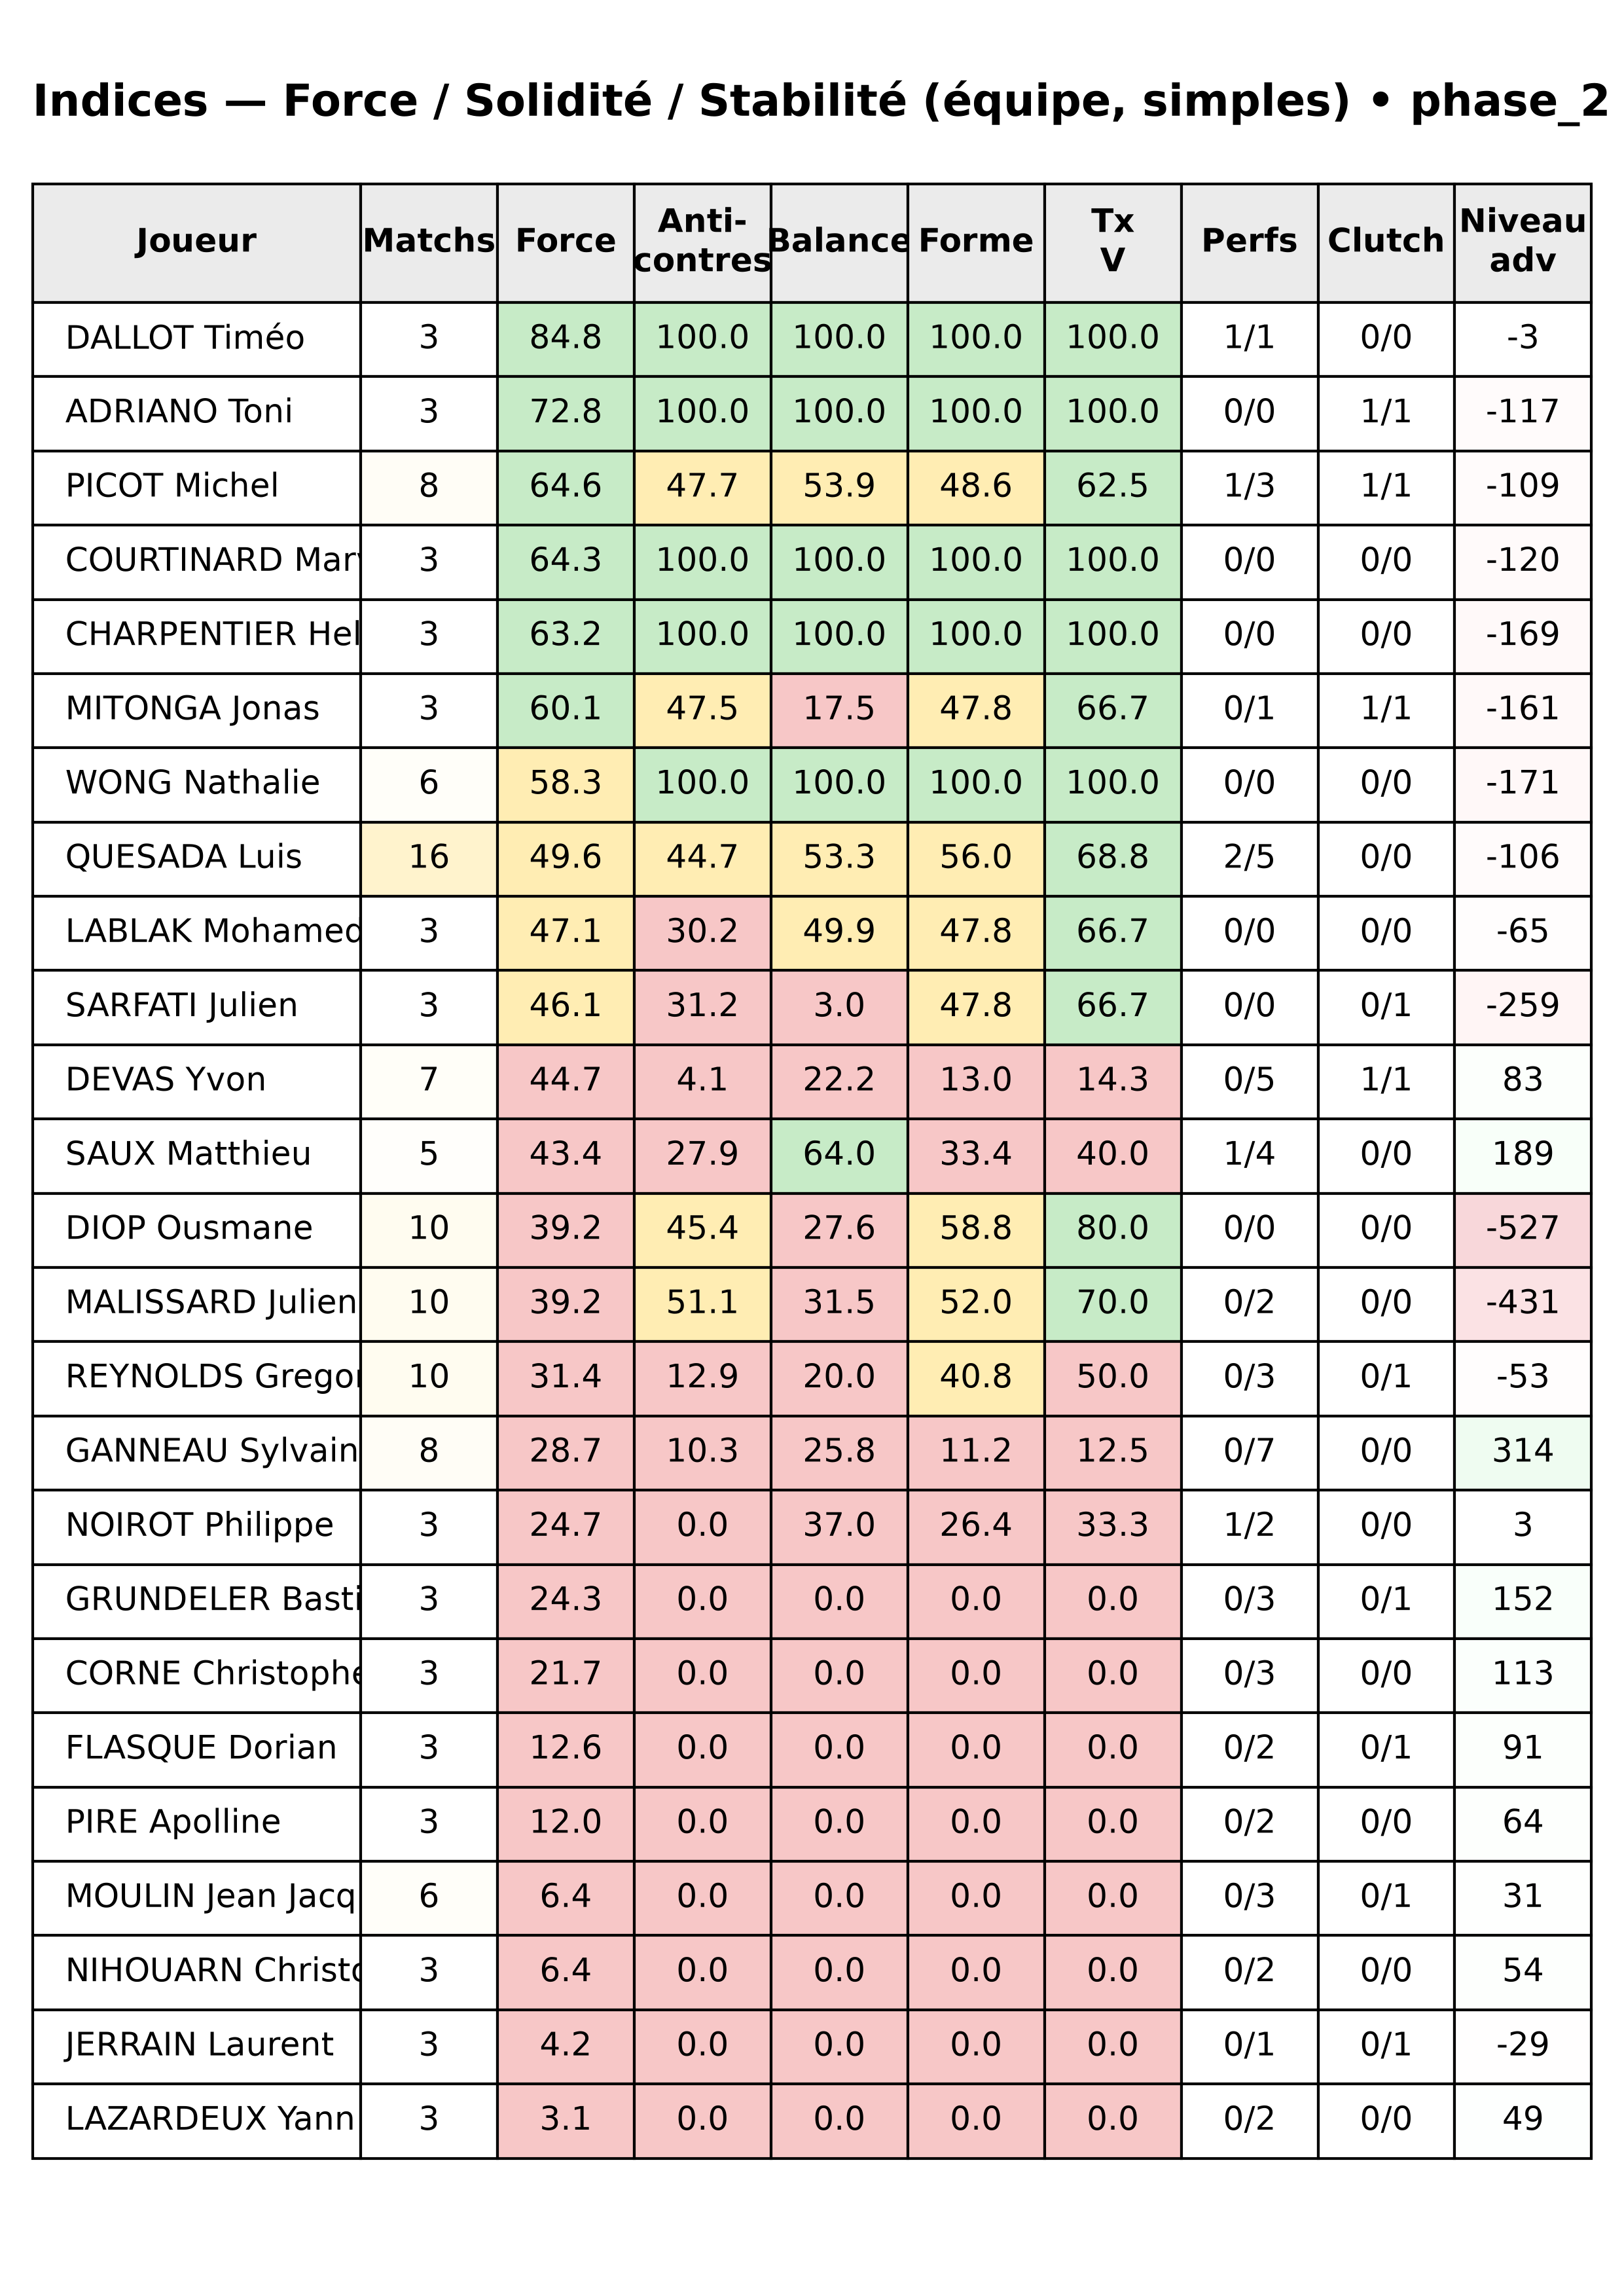 Indices — Force / Solidité / Stabilité (équipe, simples) • phase_2
Joueur Matchs Force Anti-contres Balance Forme Tx V Perfs Clutch Niveau adv
DALLOT Timéo 3 84.8 100.0 100.0 100.0 100.0 1/1 0/0 -3
ADRIANO Toni 3 72.8 100.0 100.0 100.0 100.0 0/0 1/1 -117
PICOT Michel 8 64.6 47.7 53.9 48.6 62.5 1/3 1/1 -109
COURTINARD Marv 3 64.3 100.0 100.0 100.0 100.0 0/0 0/0 -120
CHARPENTIER Hel 3 63.2 100.0 100.0 100.0 100.0 0/0 0/0 -169
MITONGA Jonas 3 60.1 47.5 17.5 47.8 66.7 0/1 1/1 -161
WONG Nathalie 6 58.3 100.0 100.0 100.0 100.0 0/0 0/0 -171
QUESADA Luis 16 49.6 44.7 53.3 56.0 68.8 2/5 0/0 -106
LABLAK Mohamed 3 47.1 30.2 49.9 47.8 66.7 0/0 0/0 -65
SARFATI Julien 3 46.1 31.2 3.0 47.8 66.7 0/0 0/1 -259
DEVAS Yvon 7 44.7 4.1 22.2 13.0 14.3 0/5 1/1 83
SAUX Matthieu 5 43.4 27.9 64.0 33.4 40.0 1/4 0/0 189
DIOP Ousmane 10 39.2 45.4 27.6 58.8 80.0 0/0 0/0 -527
MALISSARD Julien 10 39.2 51.1 31.5 52.0 70.0 0/2 0/0 -431
REYNOLDS Gregor 10 31.4 12.9 20.0 40.8 50.0 0/3 0/1 -53
GANNEAU Sylvain 8 28.7 10.3 25.8 11.2 12.5 0/7 0/0 314
NOIROT Philippe 3 24.7 0.0 37.0 26.4 33.3 1/2 0/0 3
GRUNDELER Basti 3 24.3 0.0 0.0 0.0 0.0 0/3 0/1 152
CORNE Christophe 3 21.7 0.0 0.0 0.0 0.0 0/3 0/0 113
FLASQUE Dorian 3 12.6 0.0 0.0 0.0 0.0 0/2 0/1 91
PIRE Apolline 3 12.0 0.0 0.0 0.0 0.0 0/2 0/0 64
MOULIN Jean Jacq 6 6.4 0.0 0.0 0.0 0.0 0/3 0/1 31
NIHOUARN Christo 3 6.4 0.0 0.0 0.0 0.0 0/2 0/0 54
JERRAIN Laurent 3 4.2 0.0 0.0 0.0 0.0 0/1 0/1 -29
LAZARDEUX Yann 3 3.1 0.0 0.0 0.0 0.0 0/2 0/0 49